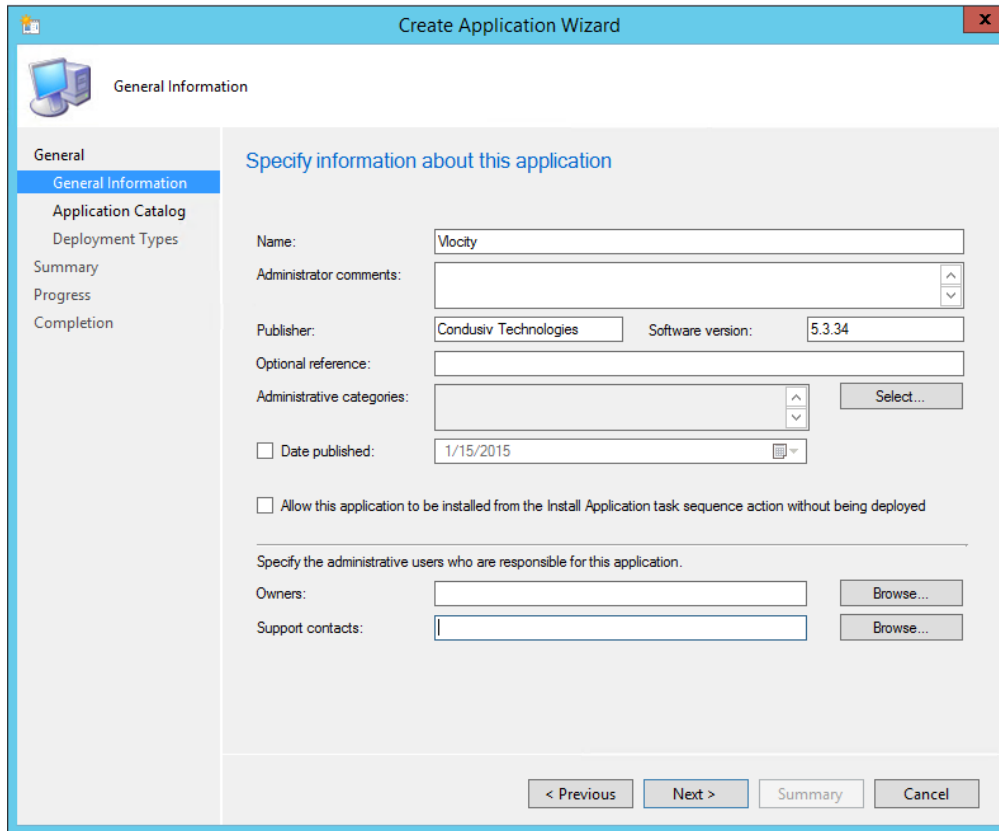 Create Application Wizard
x
General Information
General
General Information
Application Catalog
Deployment Types
Summary
Progress
Completion
Specify information about this application
Name: Vlocity
Administrator comments:
Publisher: Condusiv Technologies Software version: 5.3.34
Optional reference:
Administrative categories: Select...
Date published: 1/15/2015
Allow this application to be installed from the Install Application task sequence action without being deployed
Specify the administrative users who are responsible for this application.
Owners: Browse...
Support contacts: Browse...
< Previous Next > Summary Cancel